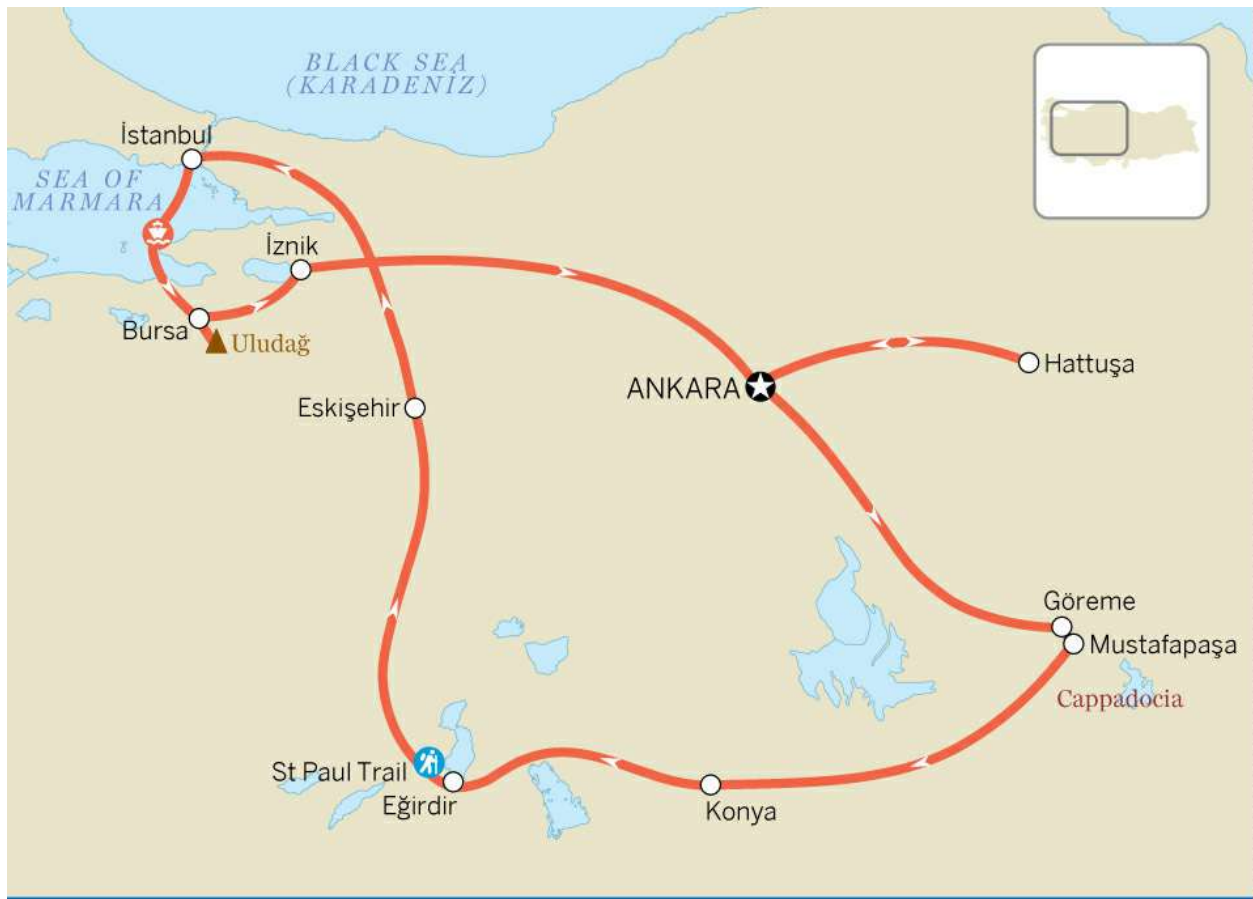 BLACK SEA
(KARADENİZ)
İstanbul
SEA OF
MARMARA
İznik
Bursa
Uludağ
ANKARA
Hattuşa
Eskişehir
Göreme
Mustafapaşa
Cappadocia
St Paul Trail
Eğirdir
Konya